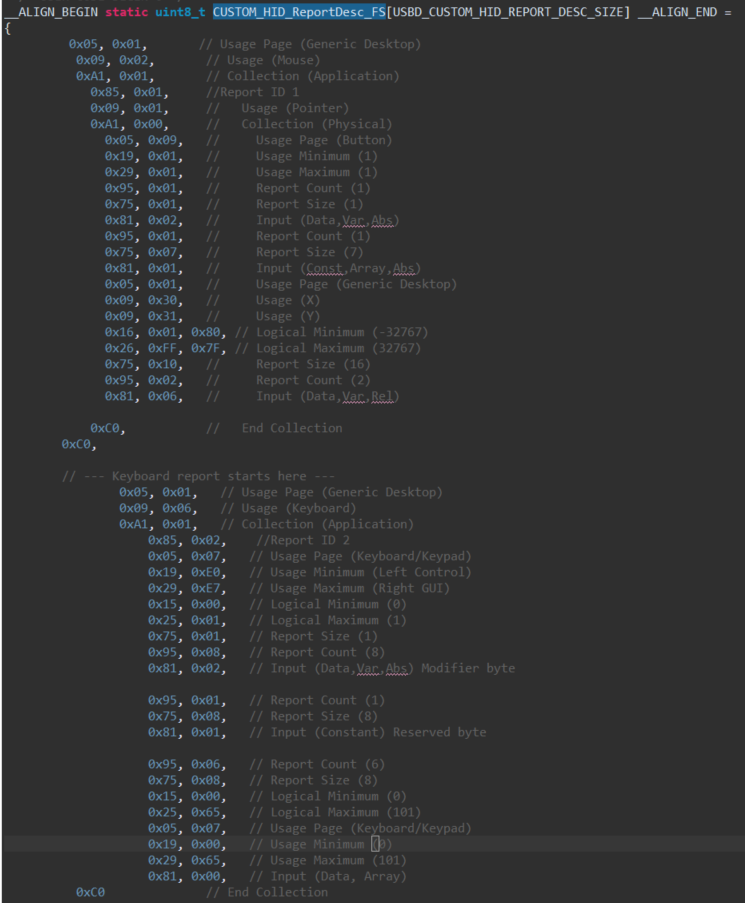 __ALIGN_BEGIN static uint8_t CUSTOM_HID_ReportDesc_FS[USBD_CUSTOM_HID_REPORT_DESC_SIZE] __ALIGN_END =
{
0x05, 0x01, // Usage Page (Generic Desktop)
0x09, 0x02, // Usage (Mouse)
0xA1, 0x01, // Collection (Application)
0x85, 0x01, //Report ID 1
0x09, 0x01, // Usage (Pointer)
0xA1, 0x00, // Collection (Physical)
0x05, 0x09, // Usage Page (Button)
0x19, 0x01, // Usage Minimum (1)
0x29, 0x01, // Usage Maximum (1)
0x95, 0x01, // Report Count (1)
0x75, 0x01, // Report Size (1)
0x81, 0x02, // Input (Data,Var,Abs)
0x95, 0x01, // Report Count (1)
0x75, 0x07, // Report Size (7)
0x81, 0x01, // Input (Const,Array,Abs)
0x05, 0x01, // Usage Page (Generic Desktop)
0x09, 0x30, // Usage (X)
0x09, 0x31, // Usage (Y)
0x16, 0x01, 0x80, // Logical Minimum (-32767)
0x26, 0xFF, 0x7F, // Logical Maximum (32767)
0x75, 0x10, // Report Size (16)
0x95, 0x02, // Report Count (2)
0x81, 0x06, // Input (Data,Var,Rel)
0xC0, // End Collection
0xC0,
// --- Keyboard report starts here ---
0x05, 0x01, // Usage Page (Generic Desktop)
0x09, 0x06, // Usage (Keyboard)
0xA1, 0x01, // Collection (Application)
0x85, 0x02, //Report ID 2
0x05, 0x07, // Usage Page (Keyboard/Keypad)
0x19, 0xE0, // Usage Minimum (Left Control)
0x29, 0xE7, // Usage Maximum (Right GUI)
0x15, 0x00, // Logical Minimum (0)
0x25, 0x01, // Logical Maximum (1)
0x75, 0x01, // Report Size (1)
0x95, 0x08, // Report Count (8)
0x81, 0x02, // Input (Data,Var,Abs) Modifier byte
0x95, 0x01, // Report Count (1)
0x75, 0x08, // Report Size (8)
0x81, 0x01, // Input (Constant) Reserved byte
0x95, 0x06, // Report Count (6)
0x75, 0x08, // Report Size (8)
0x15, 0x00, // Logical Minimum (0)
0x25, 0x65, // Logical Maximum (101)
0x05, 0x07, // Usage Page (Keyboard/Keypad)
0x19, 0x00, // Usage Minimum (0)
0x29, 0x65, // Usage Maximum (101)
0x81, 0x00, // Input (Data, Array)
0xC0 // End Collection